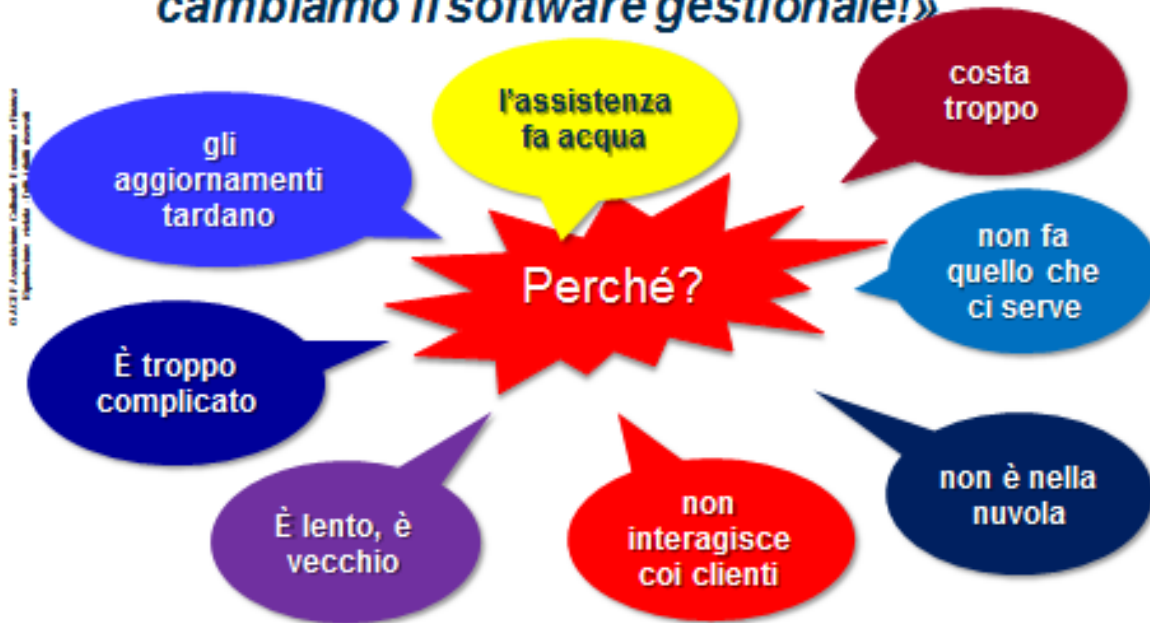 cambiamo il software gestionale!»
l'assistenza
fa acqua
costa
troppo
gli
aggiornamenti
tardano
Perché?
non fa
quello che
ci serve
È troppo
complicato
È lento, è
vecchio
non
interagisce
coi clienti
non è nella
nuvola